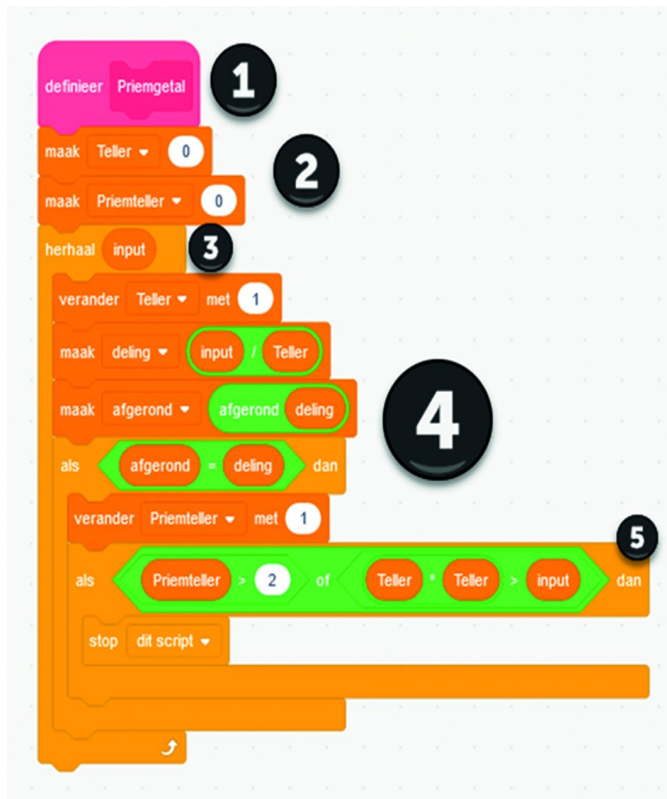 definieer Priemgetal 1
maak Teller 0
2
maak Priemteller 0
herhaal input 3
verander Teller met 1
maak deling input / Teller
maak afgerond afgerond deling
4
als afgerond = deling dan
verander Priemteller met 1
5
als Priemteller > 2 of Teller * Teller > input dan
stop dit script